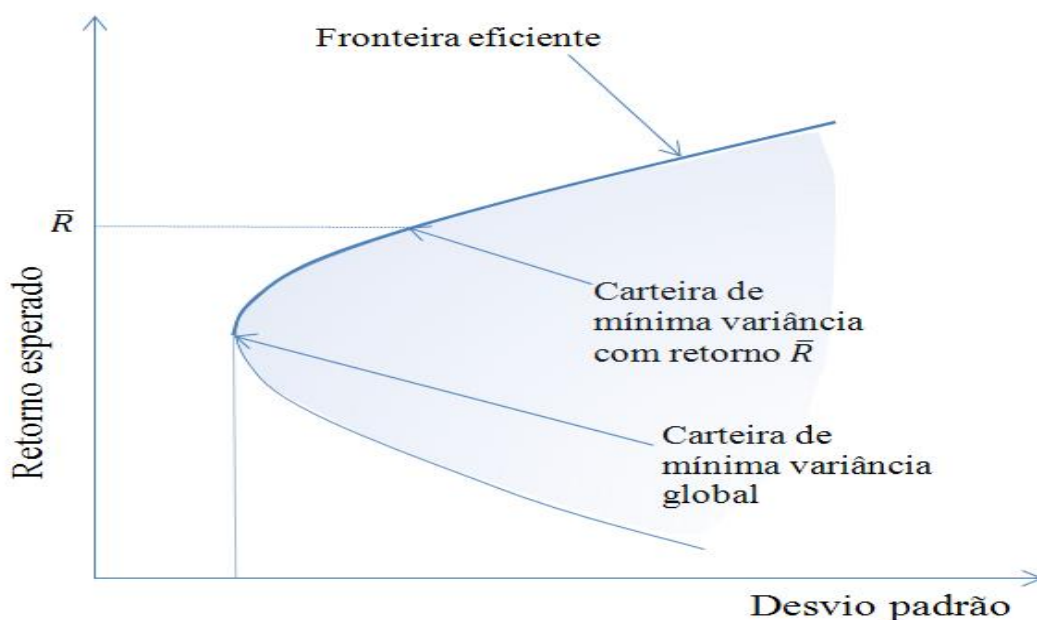 Fronteira eficiente
R̅
Retorno esperado
Carteira de
mínima variância
com retorno R̅
Carteira de
mínima variância
global
Desvio padrão